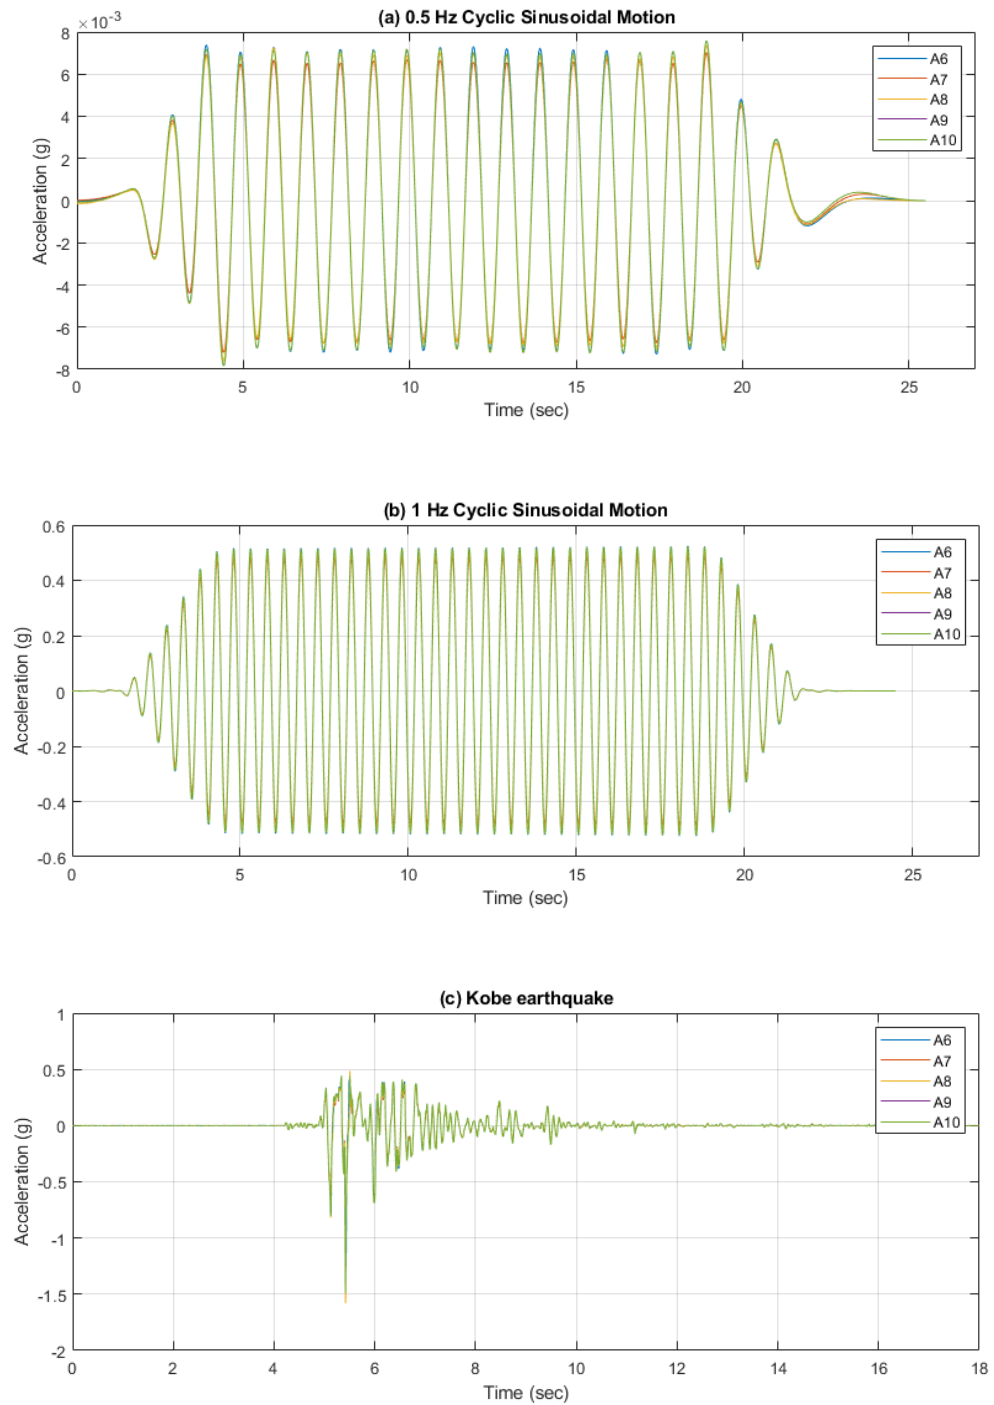 (a) 0.5 Hz Cyclic Sinusoidal Motion
×10⁻³
8
6
4
2
0
-2
-4
-6
-8
Acceleration (g)
A6
A7
A8
A9
A10
0 5 10 15 20 25
Time (sec)
(b) 1 Hz Cyclic Sinusoidal Motion
0.6
0.4
0.2
0
-0.2
-0.4
-0.6
Acceleration (g)
A6
A7
A8
A9
A10
0 5 10 15 20 25
Time (sec)
(c) Kobe earthquake
1
0.5
0
-0.5
-1
-1.5
-2
Acceleration (g)
A6
A7
A8
A9
A10
0 2 4 6 8 10 12 14 16 18
Time (sec)